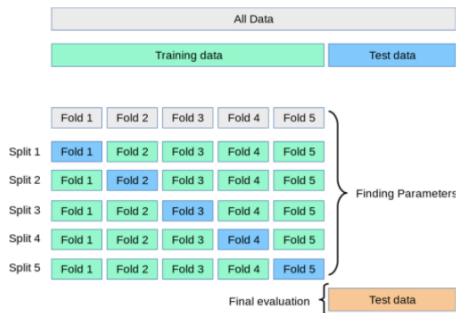 All Data
Training data Test data
Fold 1 Fold 2 Fold 3 Fold 4 Fold 5
Split 1 Fold 1 Fold 2 Fold 3 Fold 4 Fold 5
Split 2 Fold 1 Fold 2 Fold 3 Fold 4 Fold 5
Finding Parameters
Split 3 Fold 1 Fold 2 Fold 3 Fold 4 Fold 5
Split 4 Fold 1 Fold 2 Fold 3 Fold 4 Fold 5
Split 5 Fold 1 Fold 2 Fold 3 Fold 4 Fold 5
Final evaluation Test data